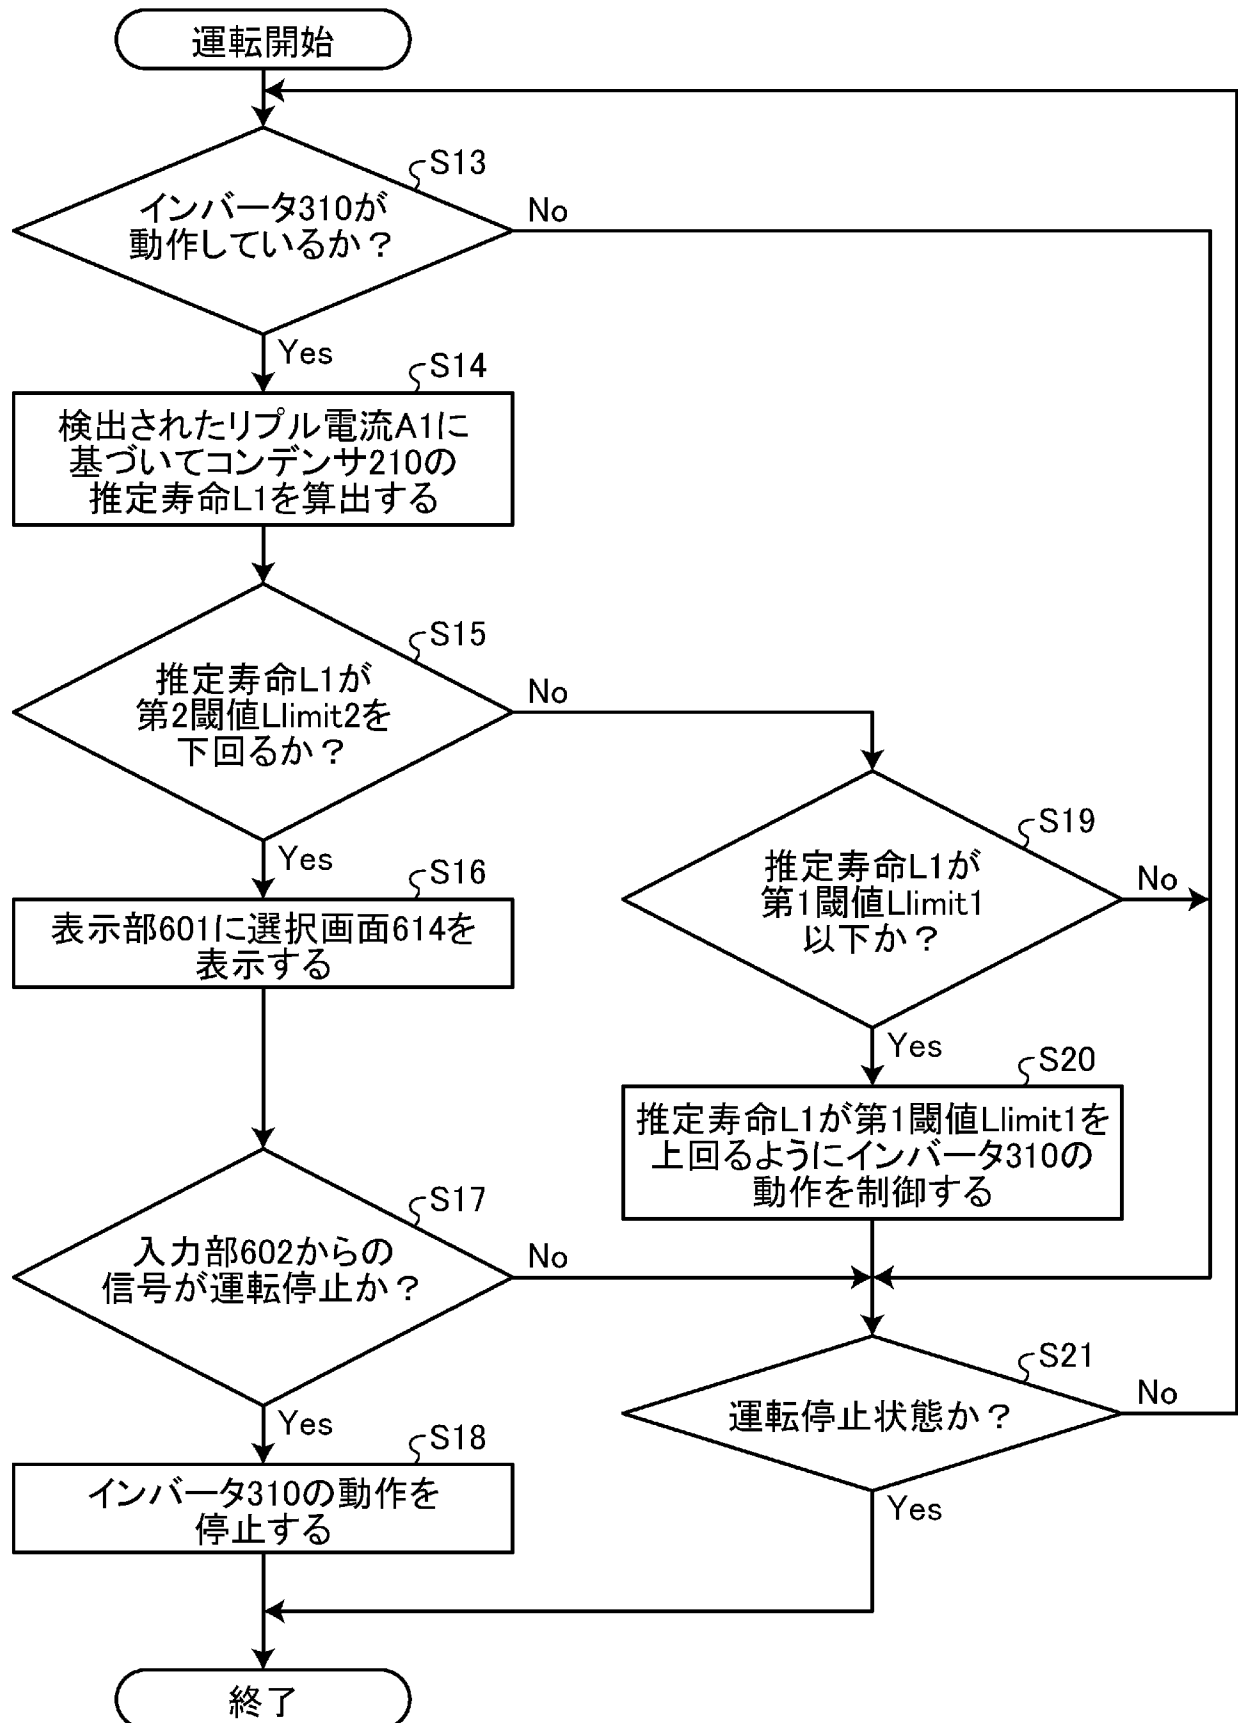 運転開始
S13
インバータ310が
動作しているか？
No
Yes
S14
検出されたリプル電流A1に
基づいてコンデンサ210の
推定寿命L1を算出する
S15
推定寿命L1が
第2閾値Llimit2を
下回るか？
No
Yes
S16
表示部601に選択画面614を
表示する
S19
推定寿命L1が
第1閾値Llimit1
以下か？
No
Yes
S20
推定寿命L1が第1閾値Llimit1を
上回るようにインバータ310の
動作を制御する
S17
入力部602からの
信号が運転停止か？
No
Yes
S18
インバータ310の動作を
停止する
S21
運転停止状態か？
No
Yes
終了